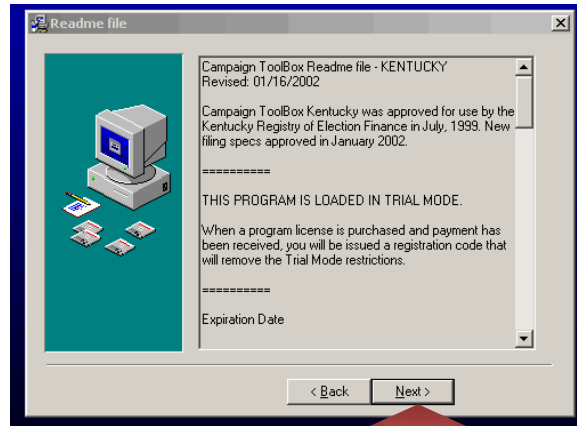 Readme file
Campaign ToolBox Readme file - KENTUCKY
Revised: 01/16/2002
Campaign ToolBox Kentucky was approved for use by the
Kentucky Registry of Election Finance in July, 1999. New
filing specs approved in January 2002.
==========
THIS PROGRAM IS LOADED IN TRIAL MODE.
When a program license is purchased and payment has
been received, you will be issued a registration code that
will remove the Trial Mode restrictions.
==========
Expiration Date
< Back Next >